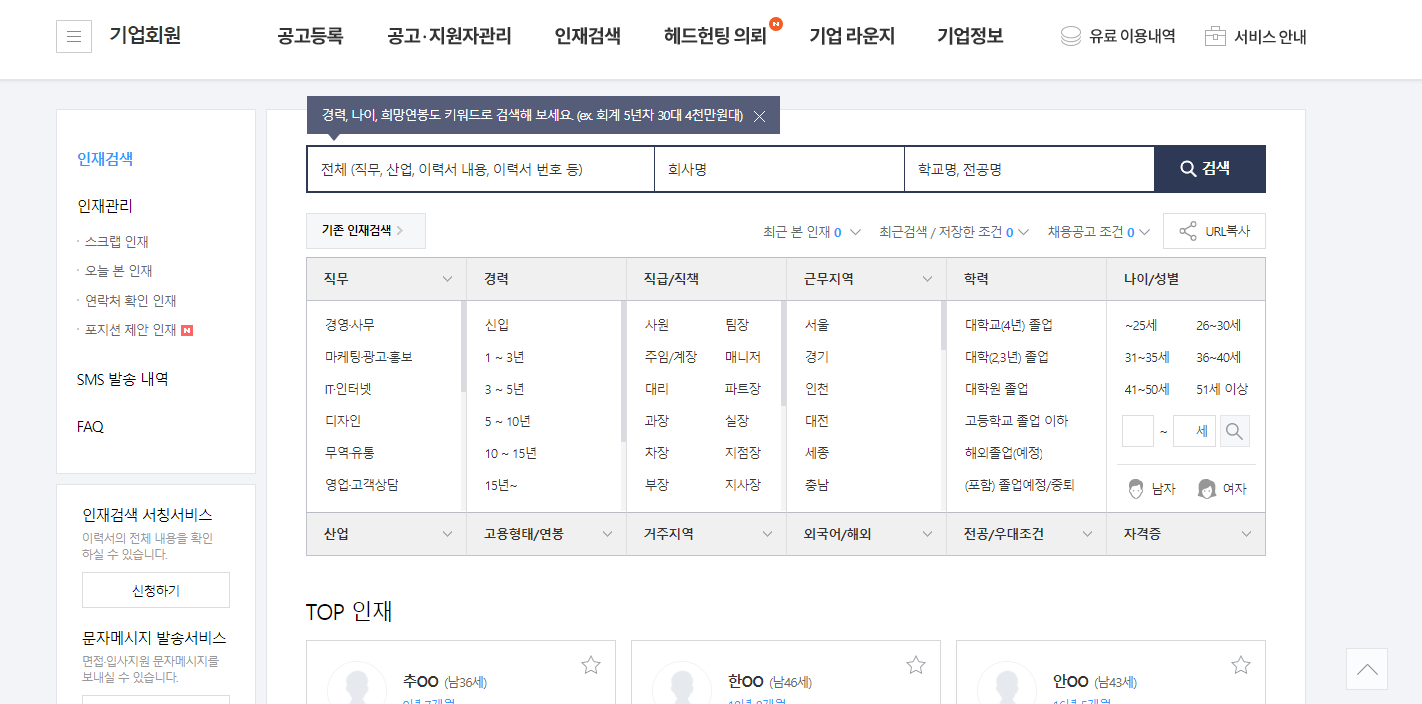 기업회원
공고등록 공고·지원자관리 인재검색 헤드헌팅 의뢰 N 기업 라운지 기업정보
유료 이용내역 서비스 안내
인재검색
인재관리
· 스크랩 인재
· 오늘 본 인재
· 연락처 확인 인재
· 포지션 제안 인재 N
SMS 발송 내역
FAQ
인재검색 서칭서비스
이력서의 전체 내용을 확인
하실 수 있습니다.
신청하기
문자메시지 발송서비스
면접·입사지원 문자메시지를
보내실 수 있습니다.
경력, 나이, 희망연봉도 키워드로 검색해 보세요. (ex. 회계 5년차 30대 4천만원대)
전체 (직무, 산업, 이력서 내용, 이력서 번호 등) 회사명 학교명, 전공명 검색
기존 인재검색 최근 본 인재 0 최근검색 / 저장한 조건 0 채용공고 조건 0 URL복사
직무 경력 직급/직책 근무지역 학력 나이/성별
경영·사무 신입 사원 팀장 서울 대학교(4년) 졸업 ~25세 26~30세
마케팅·광고·홍보 1 ~ 3년 주임/계장 매니저 경기 대학(2,3년) 졸업 31~35세 36~40세
IT·인터넷 3 ~ 5년 대리 파트장 인천 대학원 졸업 41~50세 51세 이상
디자인 5 ~ 10년 과장 실장 대전 고등학교 졸업 이하 ~ 세
무역·유통 10 ~ 15년 차장 지점장 세종 해외졸업(예정)
영업·고객상담 15년~ 부장 지사장 충남 (포함) 졸업예정/중퇴 남자 여자
산업 고용형태/연봉 거주지역 외국어/해외 전공/우대조건 자격증
TOP 인재
추OO (남36세) 한OO (남46세) 안OO (남43세)